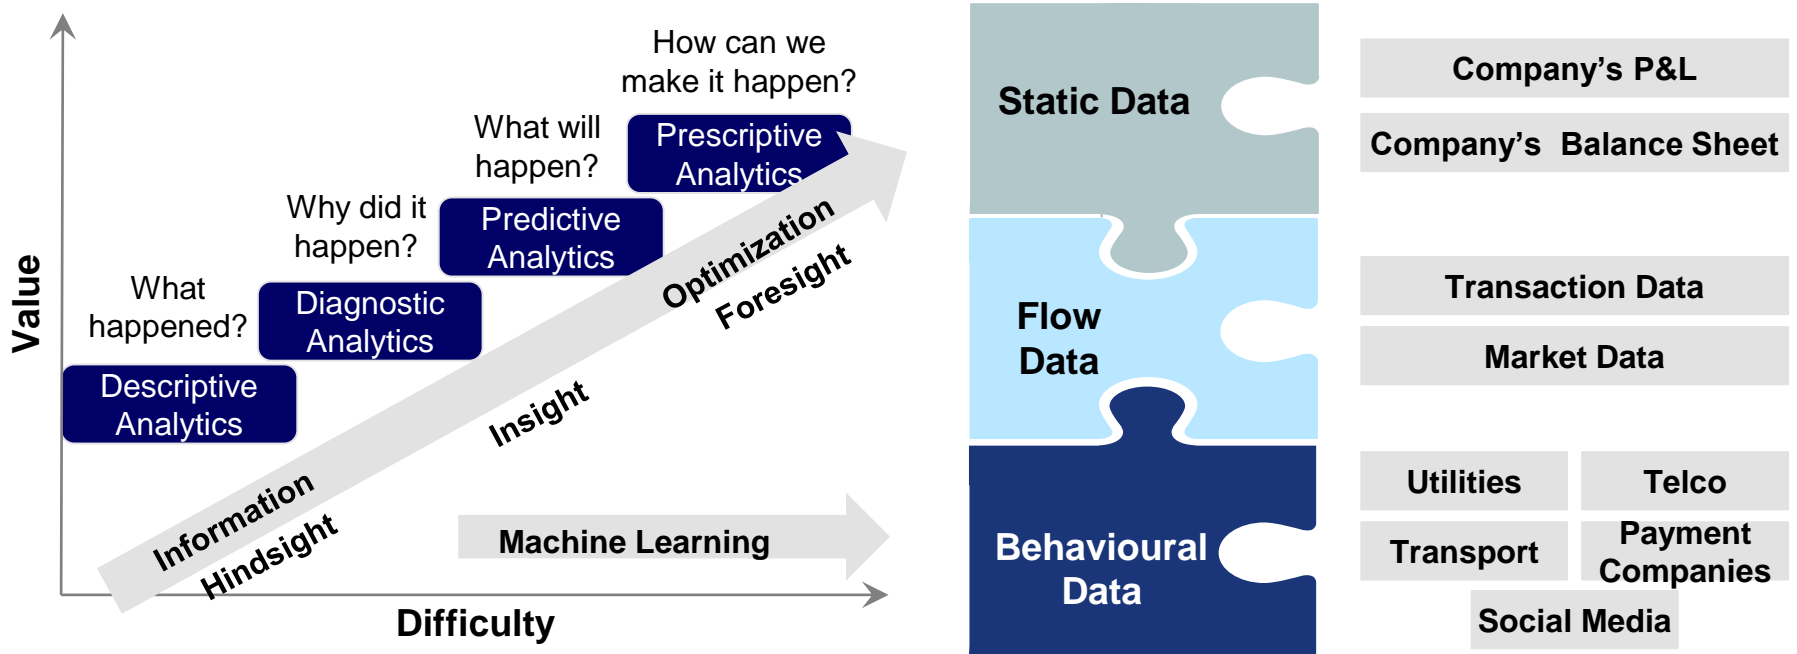 How can we
make it happen?
Prescriptive
Analytics
What will
happen?
Predictive
Analytics
Why did it
happen?
Diagnostic
Analytics
What
happened?
Descriptive
Analytics
Value
Difficulty
Information
Hindsight
Insight
Optimization
Foresight
Machine Learning
Static Data
Company's P&L
Company's Balance Sheet
Flow
Data
Transaction Data
Market Data
Behavioural
Data
Utilities
Telco
Transport
Payment
Companies
Social Media